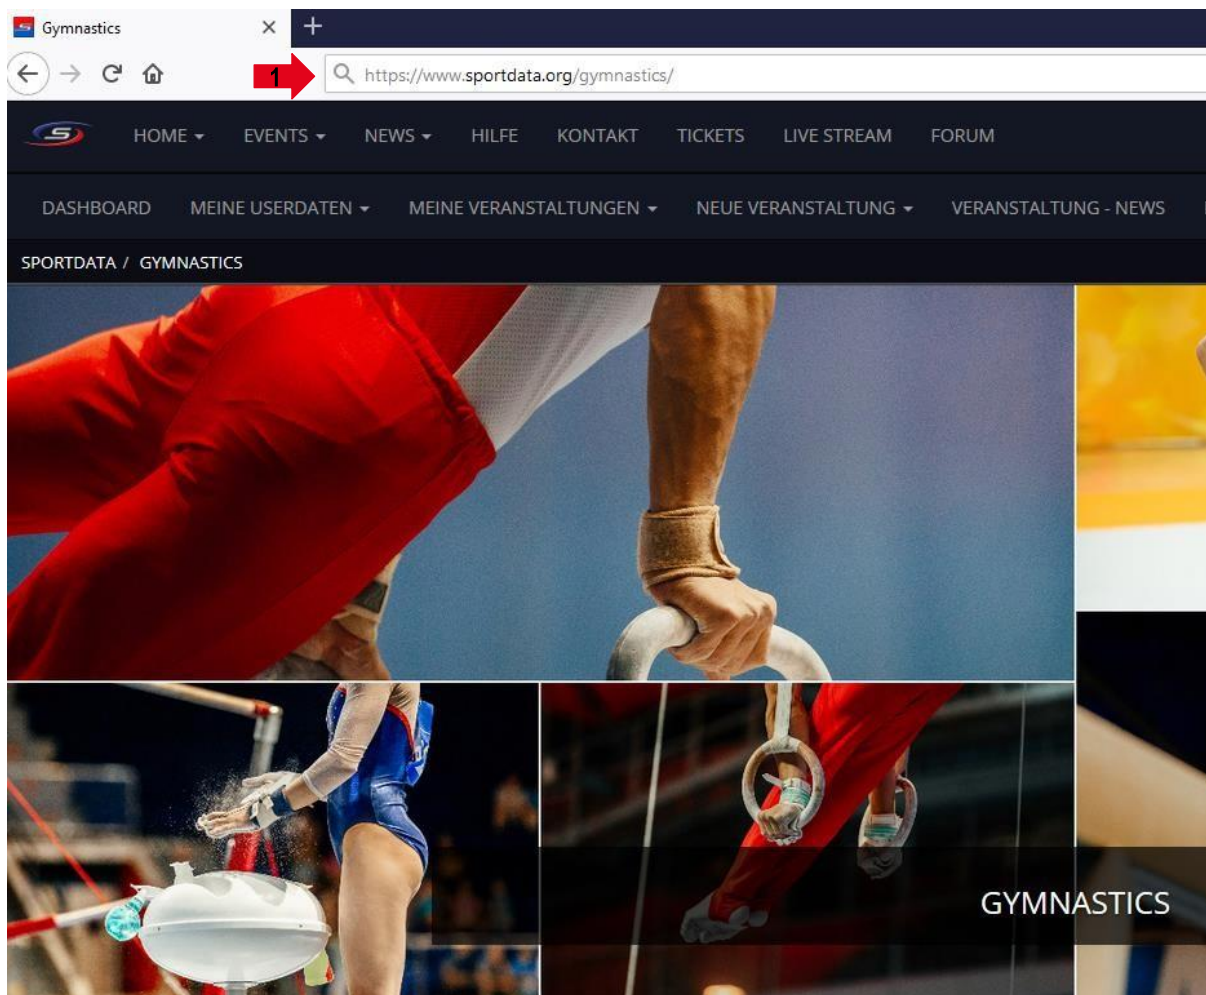 Gymnastics
1
https://www.sportdata.org/gymnastics/
HOME EVENTS NEWS HILFE KONTAKT TICKETS LIVE STREAM FORUM
DASHBOARD MEINE USERDATEN MEINE VERANSTALTUNGEN NEUE VERANSTALTUNG VERANSTALTUNG - NEWS
SPORTDATA / GYMNASTICS
GYMNASTICS